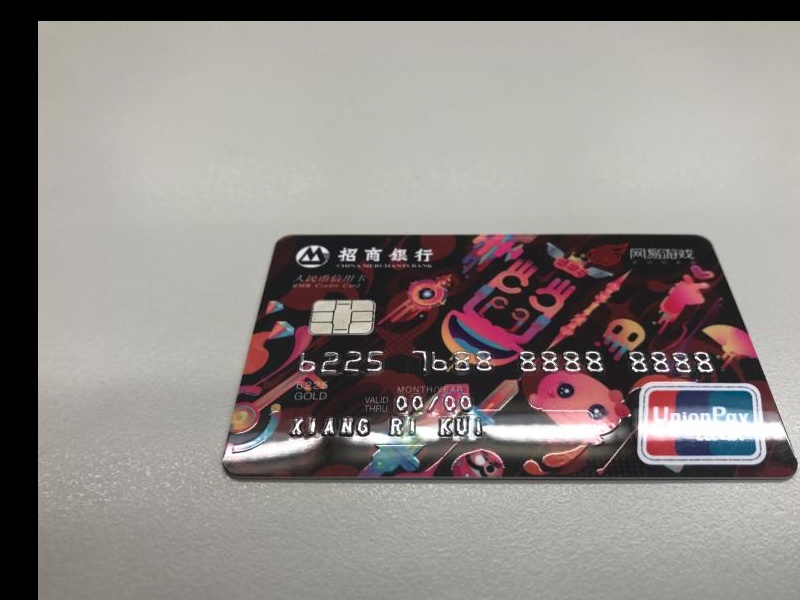 招商银行
CHINA MERCHANTS BANK
网易游戏
人民币信用卡
CMB Credit Card
6225 7688 8888 8888
6225
GOLD
MONTH/YEAR
VALID THRU 00/00
XIANG RI KUI
UnionPay